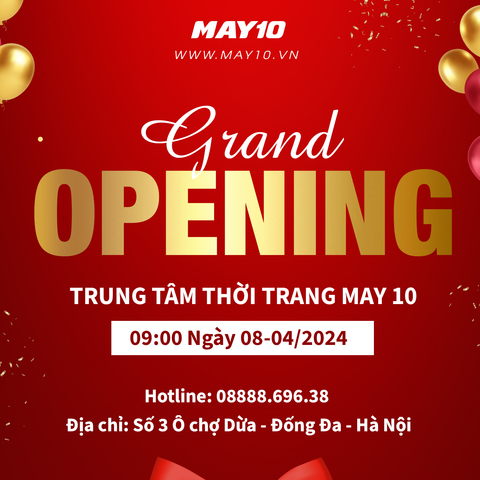 MAY10
WWW.MAY10.VN
Grand
OPENING
TRUNG TÂM THỜI TRANG MAY 10
09:00 Ngày 08-04/2024
Hotline: 08888.696.38
Địa chỉ: Số 3 Ô chợ Dừa - Đống Đa - Hà Nội